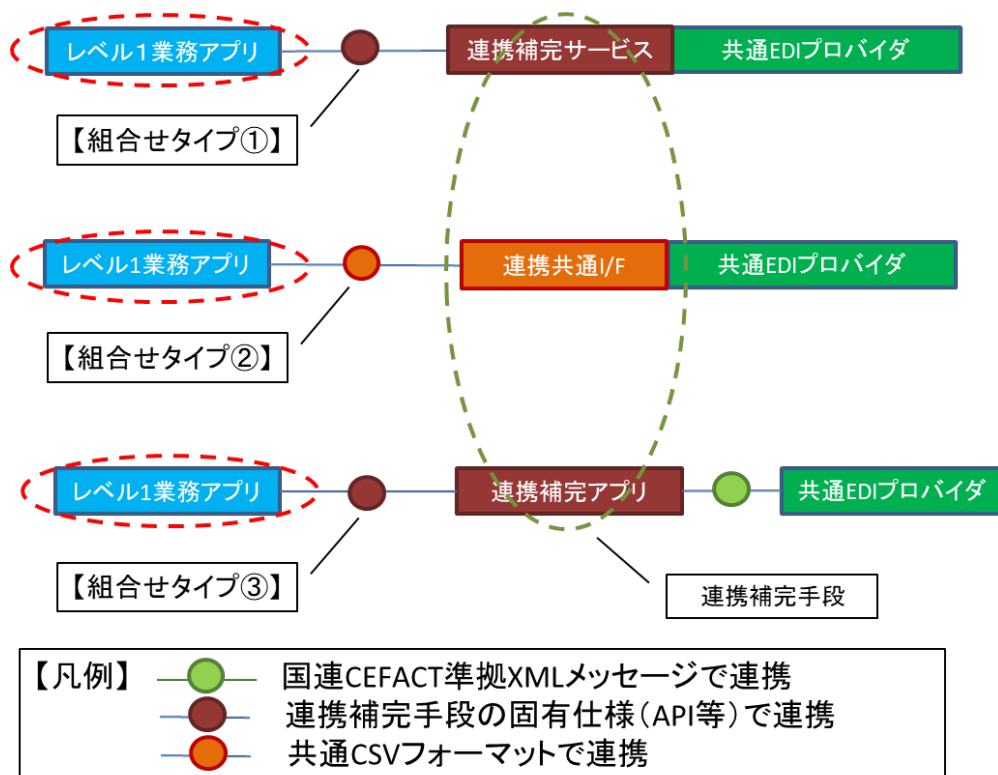 レベル1業務アプリ 連携補完サービス 共通EDIプロバイダ
【組合せタイプ①】
レベル1業務アプリ 連携共通I/F 共通EDIプロバイダ
【組合せタイプ②】
レベル1業務アプリ 連携補完アプリ 共通EDIプロバイダ
【組合せタイプ③】
連携補完手段
【凡例】 国連CEFACT準拠XMLメッセージで連携
連携補完手段の固有仕様(API等)で連携
共通CSVフォーマットで連携